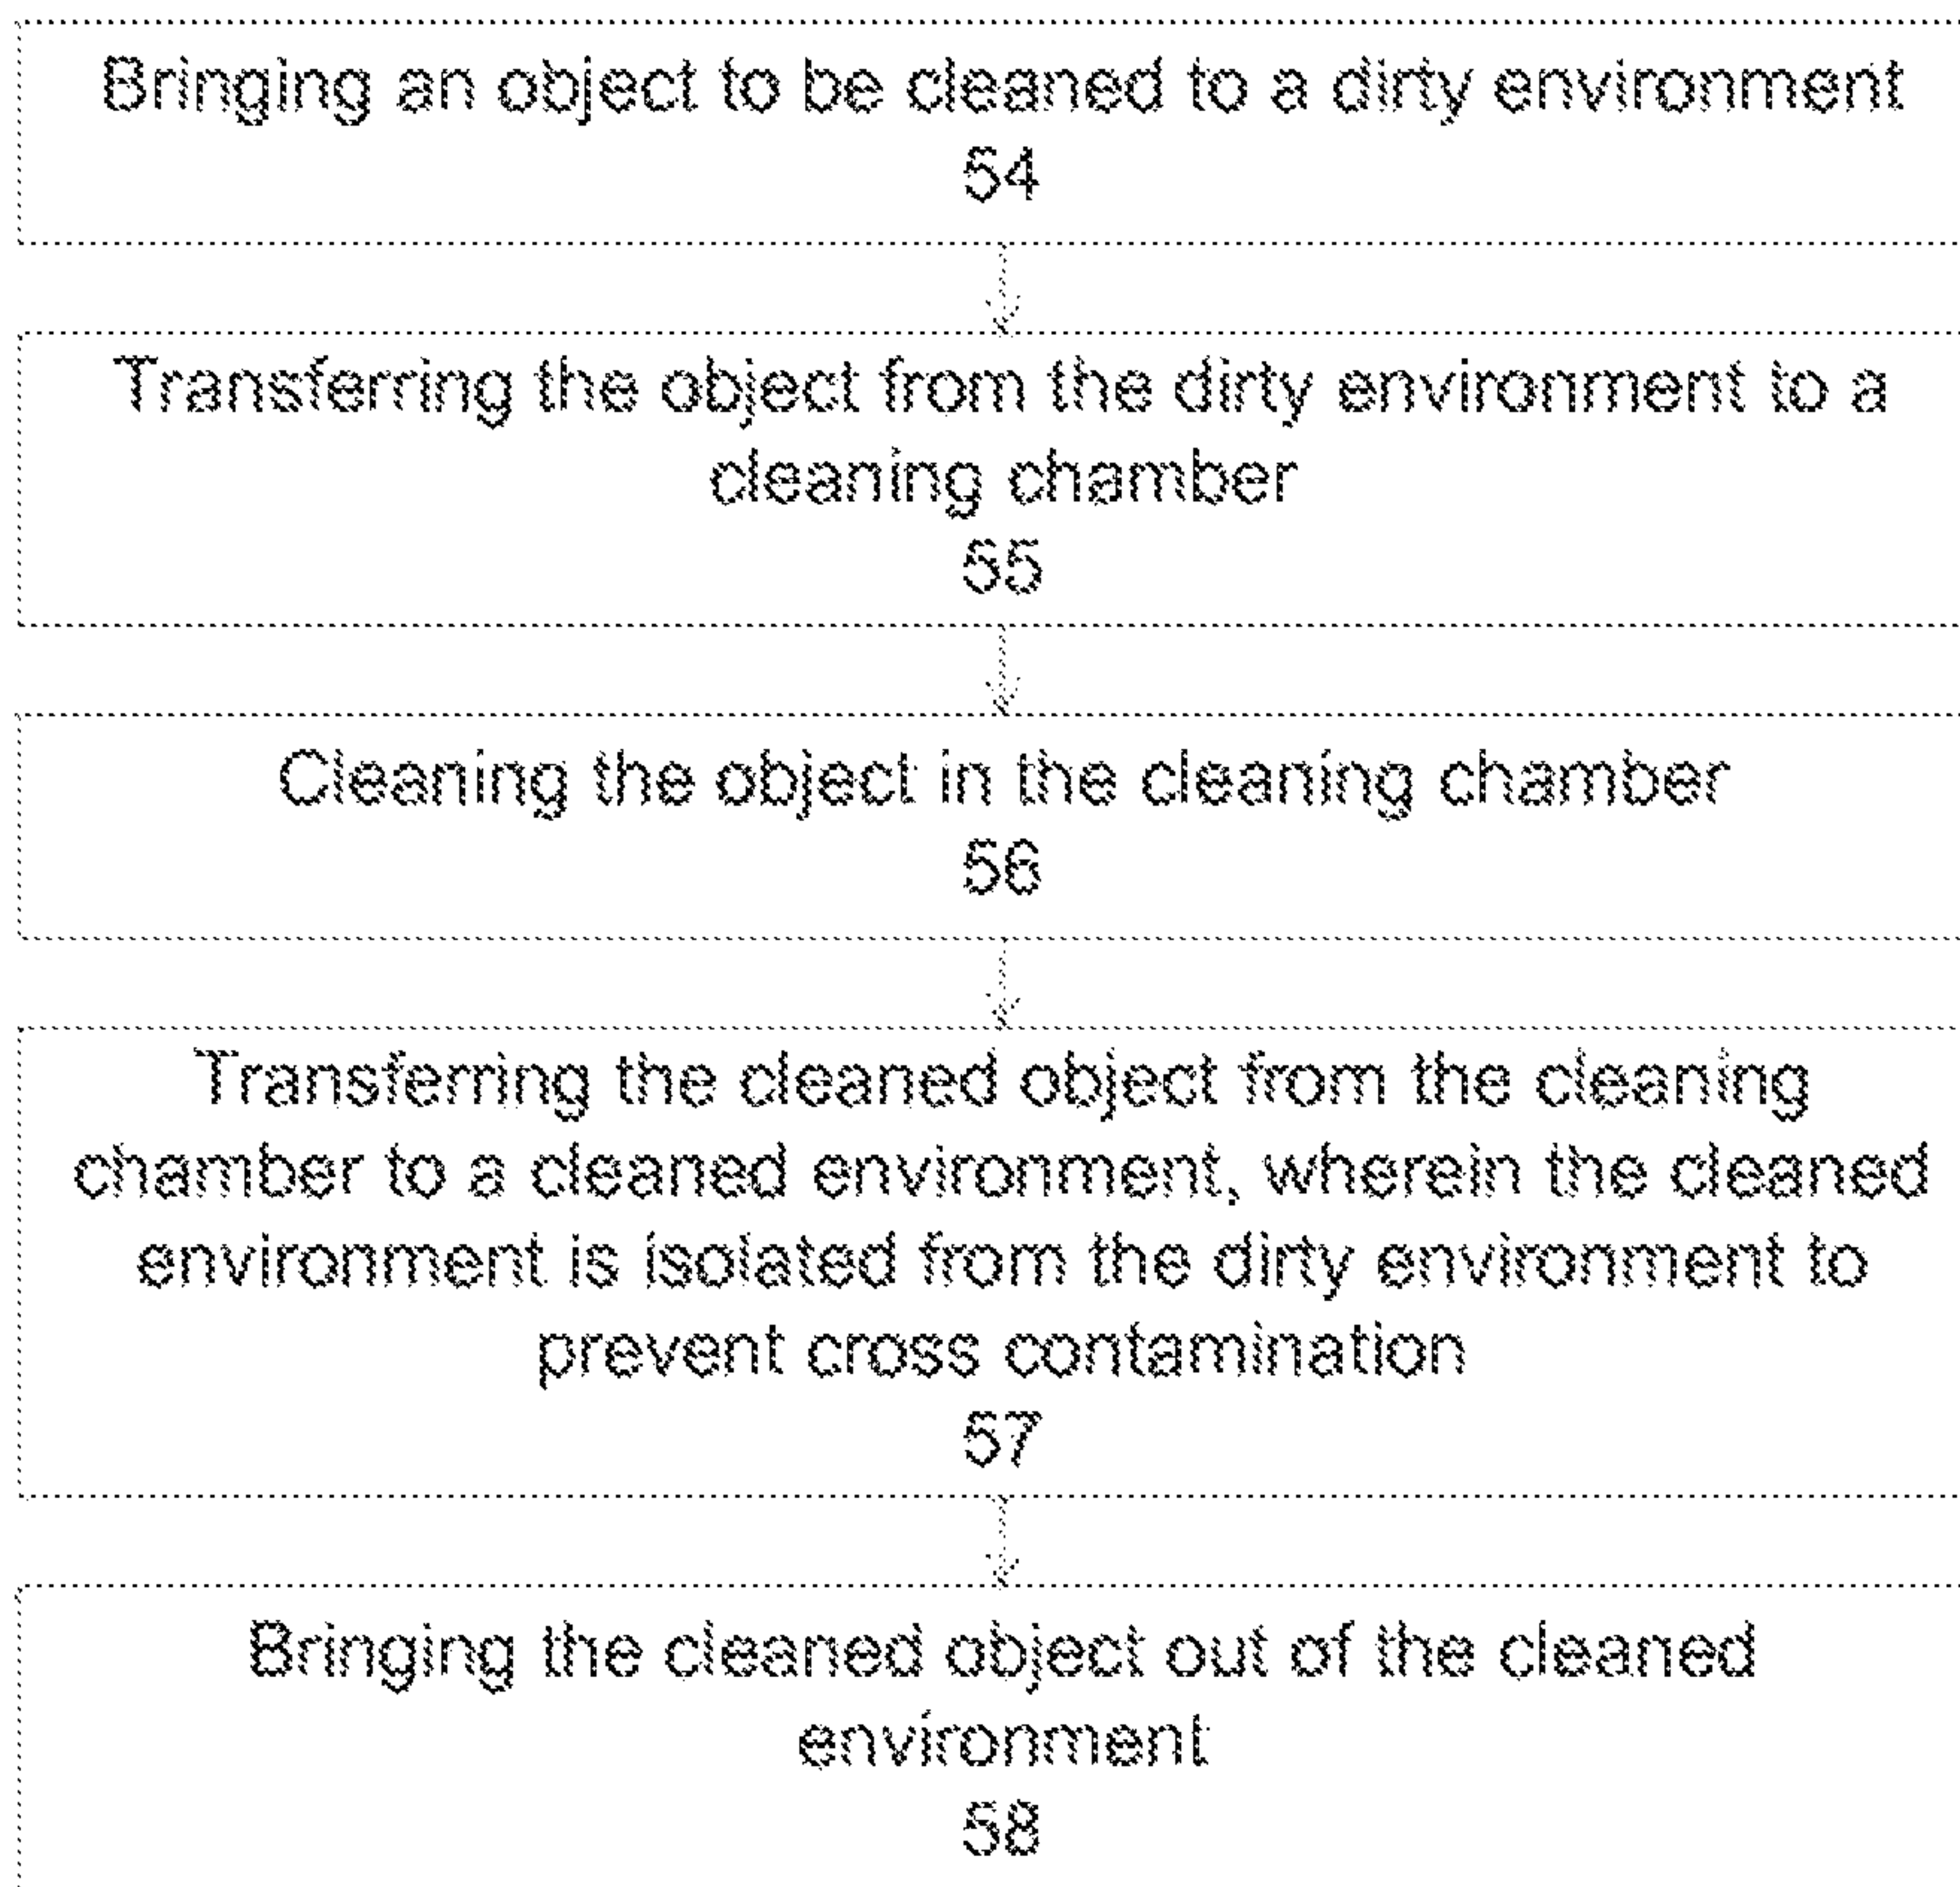 Bringing an object to be cleaned to a dirty environment
54
Transferring the object from the dirty environment to a
cleaning chamber
55
Cleaning the object in the cleaning chamber
56
Transferring the cleaned object from the cleaning
chamber to a cleaned environment, wherein the cleaned
environment is isolated from the dirty environment to
prevent cross contamination
57
Bringing the cleaned object out of the cleaned
environment
58